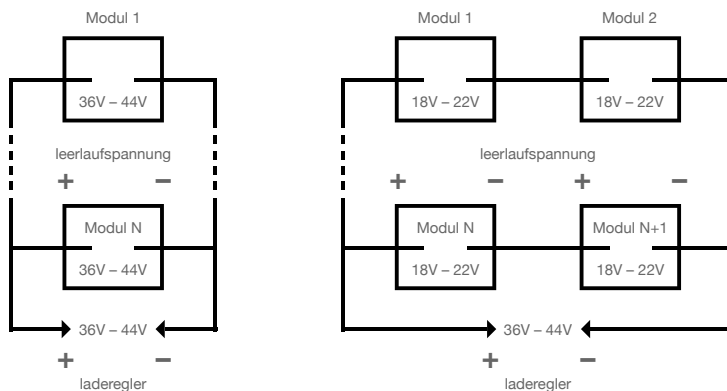 Modul 1
36V – 44V
leerlaufspannung
+ –
Modul N
36V – 44V
36V – 44V
+ –
laderegler
Modul 1 Modul 2
18V – 22V 18V – 22V
leerlaufspannung
+ – + –
Modul N Modul N+1
18V – 22V 18V – 22V
36V – 44V
+ –
laderegler